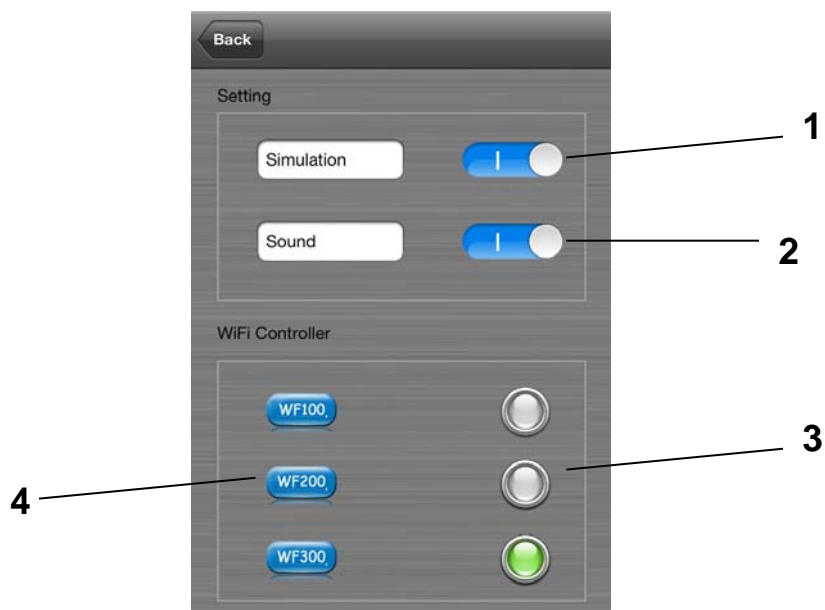 Back
Setting
Simulation
1
Sound
2
WiFi Controller
WF100
3
WF200
4
WF300